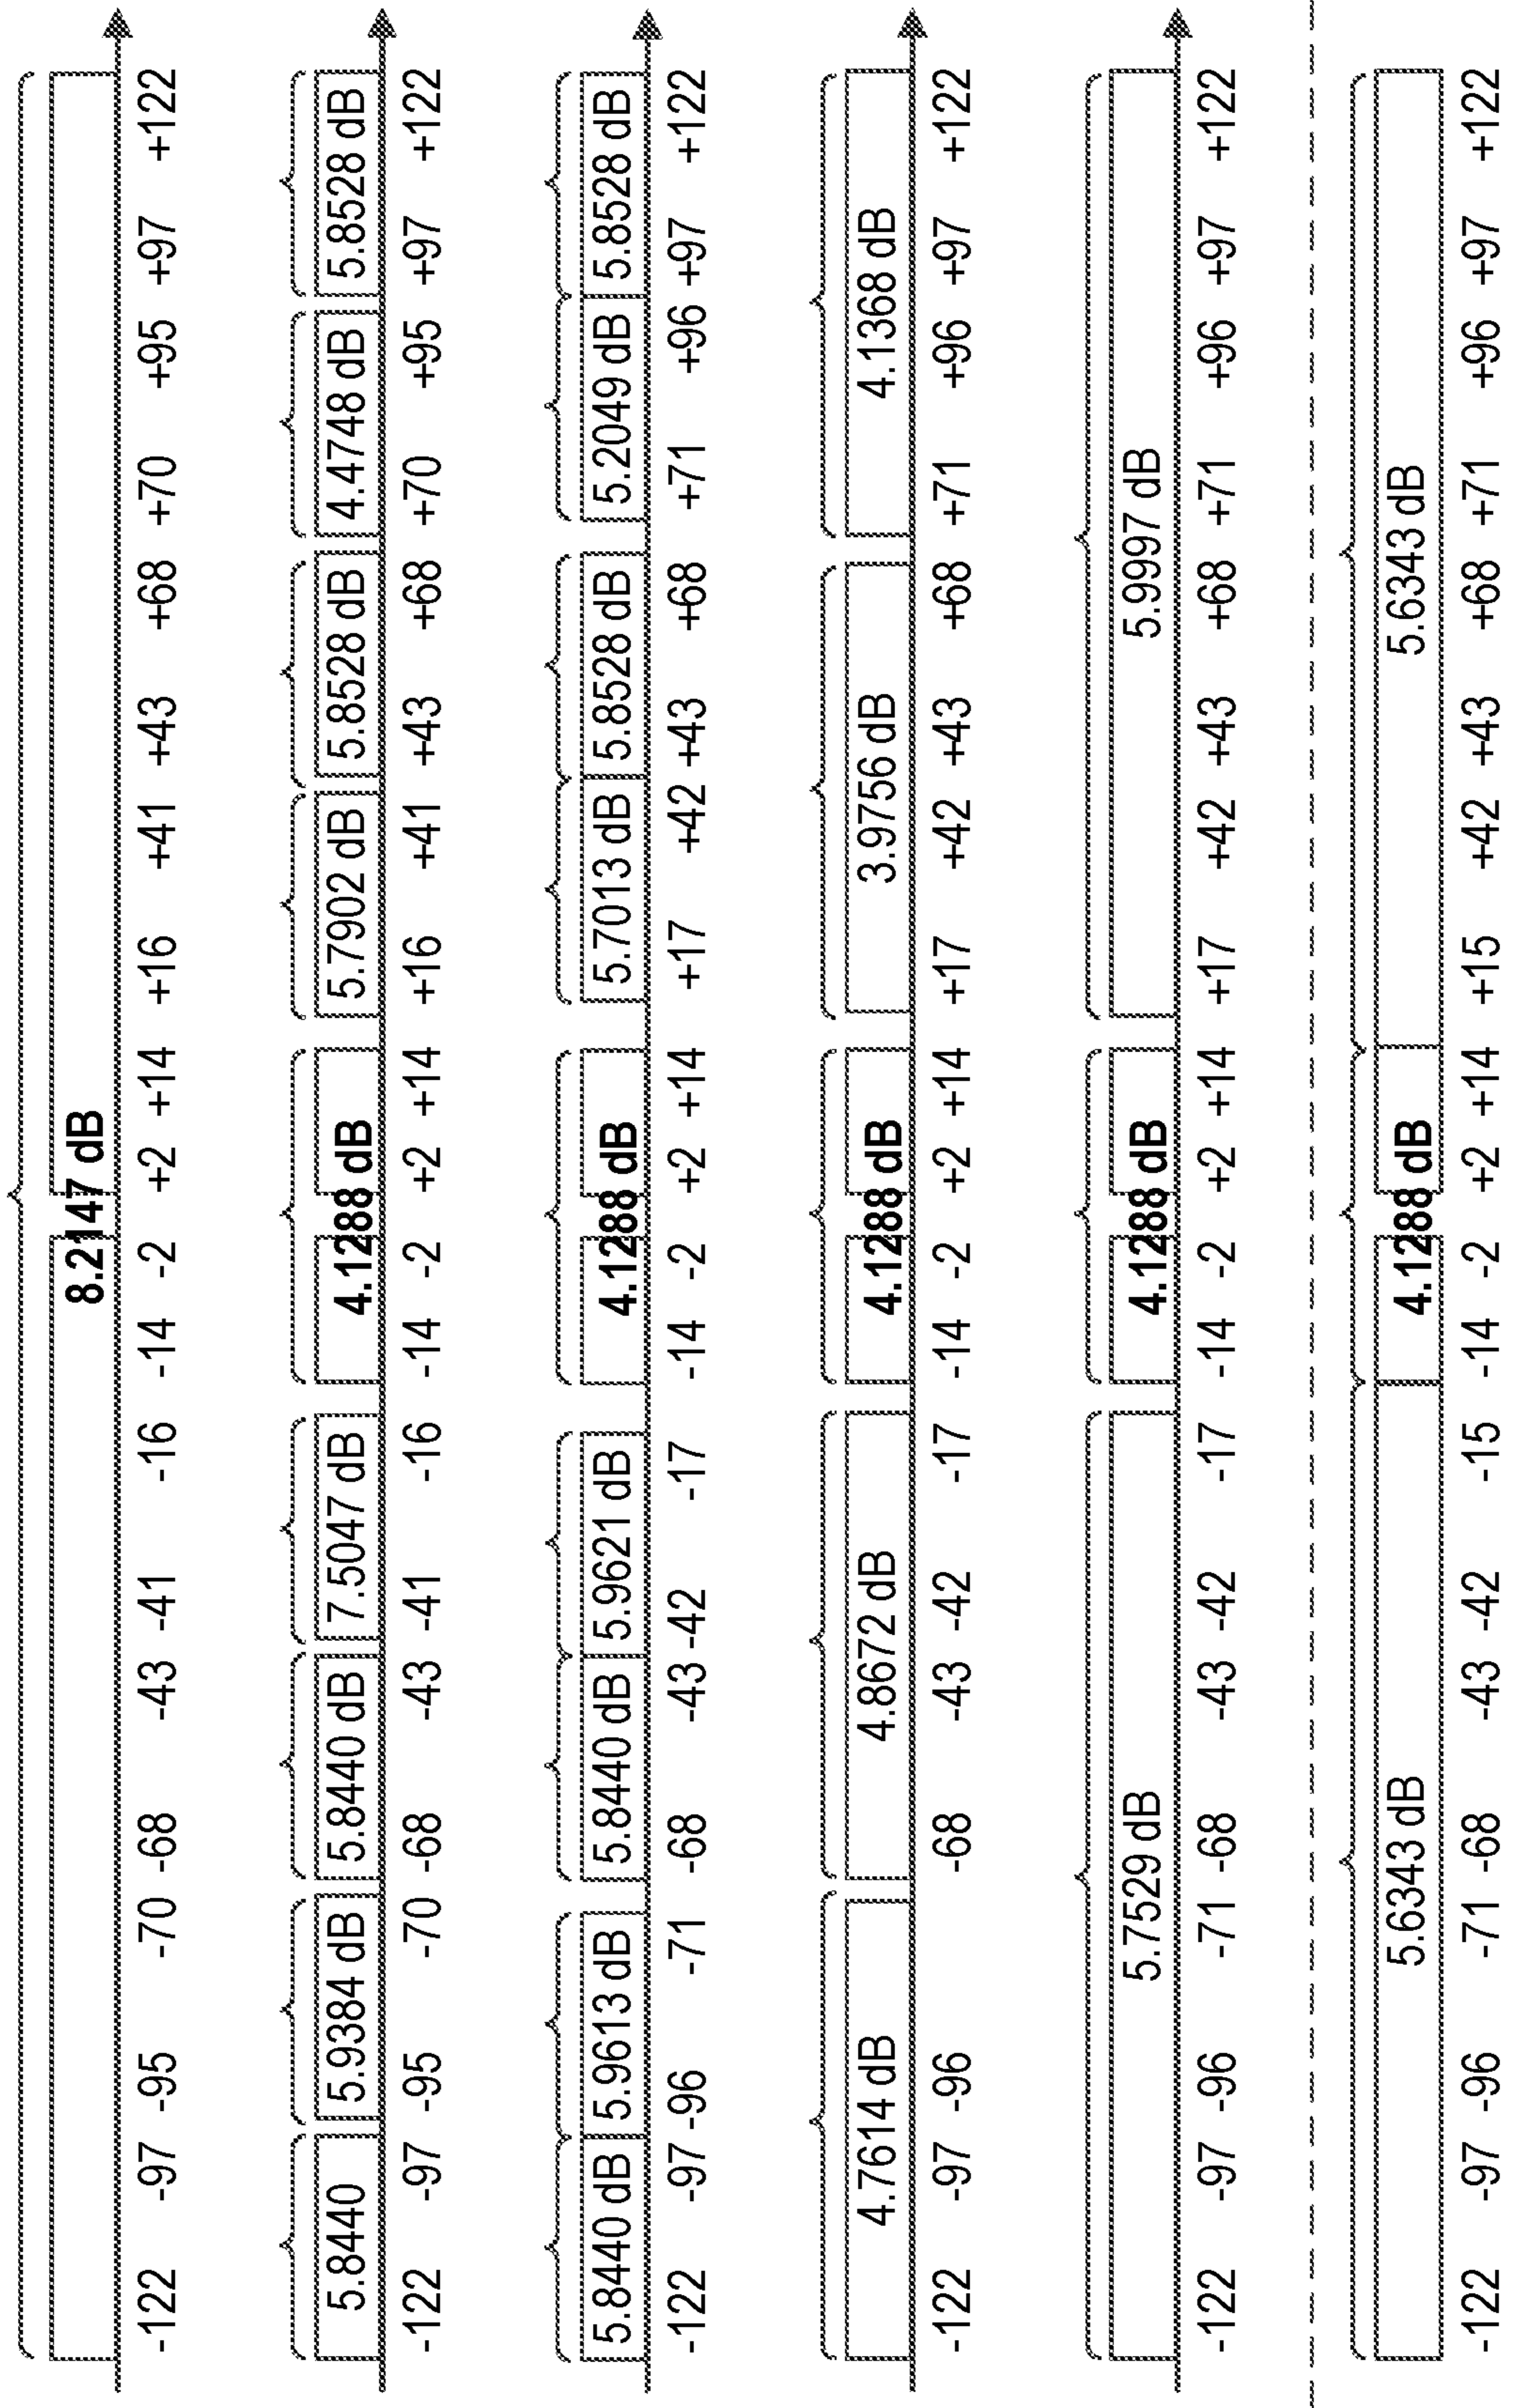 8.2147 dB
-122 -97 -95 -70 -68 -43 -41 -16 -14 -2 +2 +14 +16 +41 +43 +68 +70 +95 +97 +122
5.8440 5.9384 dB 5.8440 dB 7.5047 dB 4.1288 dB 5.7902 dB 5.8528 dB 4.4748 dB 5.8528 dB
-122 -97 -95 -70 -68 -43 -41 -16 -14 -2 +2 +14 +16 +41 +43 +68 +70 +95 +97 +122
5.8440 dB 5.9613 dB 5.8440 dB 5.9621 dB 4.1288 dB 5.7013 dB 5.8528 dB 5.2049 dB 5.8528 dB
-122 -97 -96 -71 -68 -43 -42 -17 -14 -2 +2 +14 +17 +42 +43 +68 +71 +96 +97 +122
4.7614 dB 4.8672 dB 4.1288 dB 3.9756 dB 4.1368 dB
-122 -97 -96 -68 -43 -42 -17 -14 -2 +2 +14 +17 +42 +43 +68 +71 +96 +97 +122
5.7529 dB 4.1288 dB 5.9997 dB
-122 -97 -96 -71 -68 -43 -42 -17 -14 -2 +2 +14 +17 +42 +43 +68 +71 +96 +97 +122
5.6343 dB 4.1288 dB 5.6343 dB
-122 -97 -96 -71 -68 -43 -42 -15 -14 -2 +2 +14 +15 +42 +43 +68 +71 +96 +97 +122